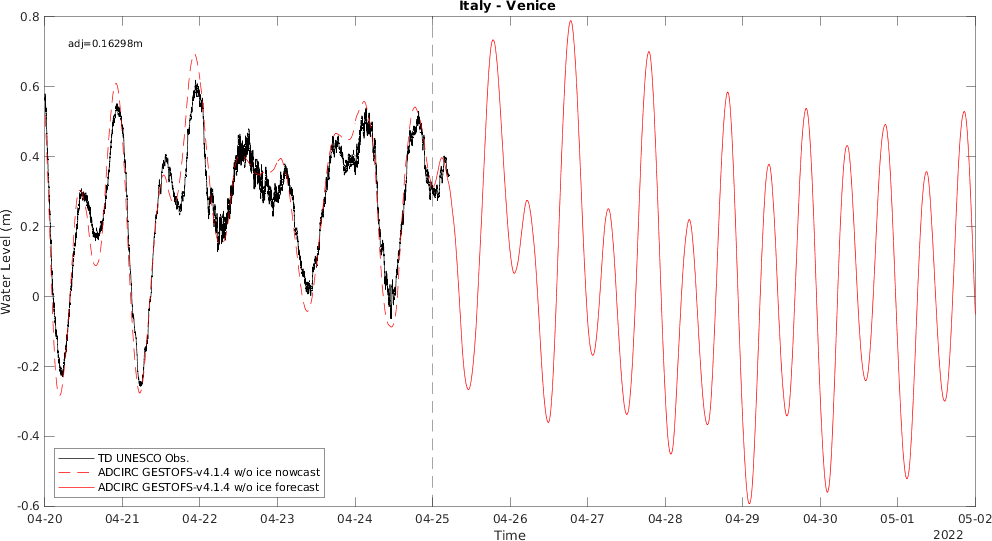 Italy - Venice
adj=0.16298m
0.8
0.6
0.4
0.2
0
-0.2
-0.4
-0.6
Water Level (m)
TD UNESCO Obs.
ADCIRC GESTOFS-v4.1.4 w/o ice nowcast
ADCIRC GESTOFS-v4.1.4 w/o ice forecast
04-20 04-21 04-22 04-23 04-24 04-25 04-26 04-27 04-28 04-29 04-30 05-01 05-02
Time
2022